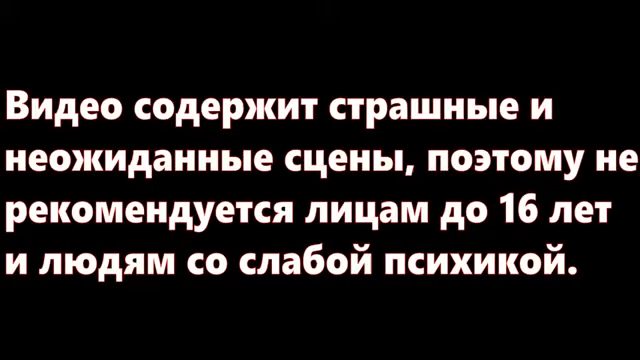 Видео содержит страшные и
неожиданные сцены, поэтому не
рекомендуется лицам до 16 лет
и людям со слабой психикой.